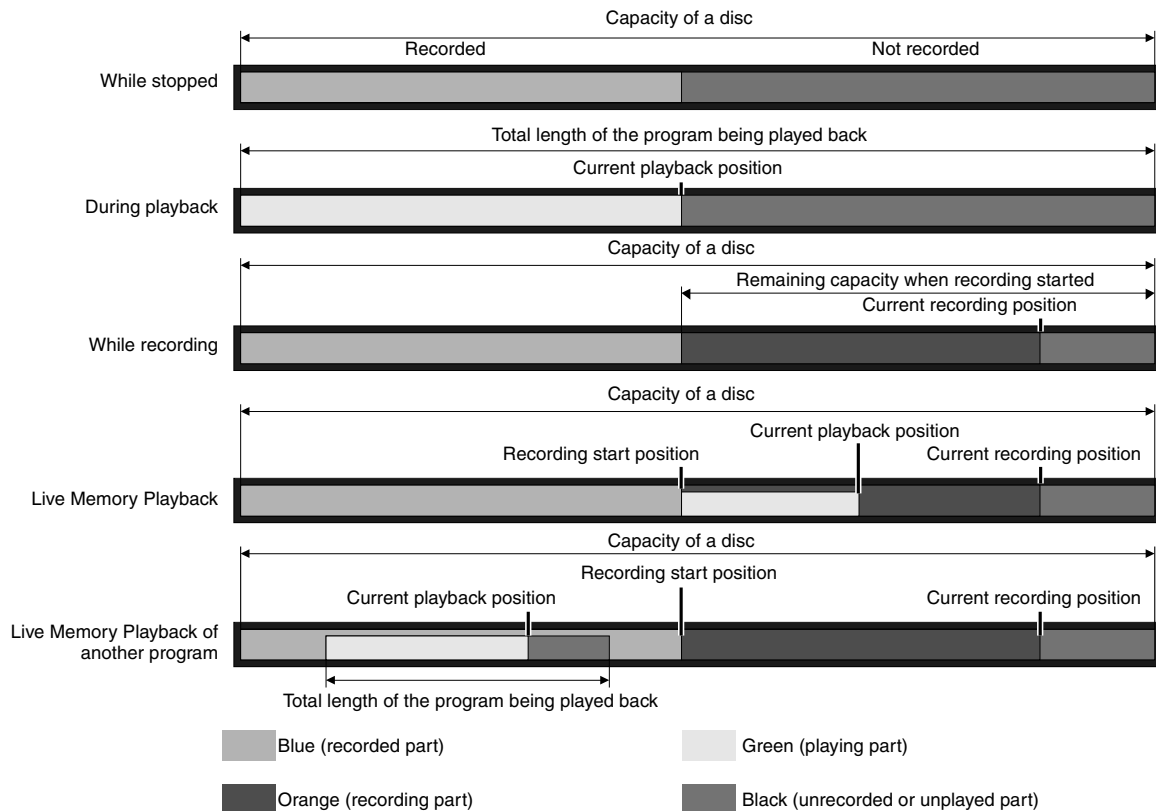 Capacity of a disc
Recorded
Not recorded
While stopped
Total length of the program being played back
Current playback position
During playback
Capacity of a disc
Remaining capacity when recording started
Current recording position
While recording
Capacity of a disc
Current playback position
Recording start position
Current recording position
Live Memory Playback
Capacity of a disc
Recording start position
Current playback position
Current recording position
Live Memory Playback of
another program
Total length of the program being played back
Blue (recorded part)
Green (playing part)
Orange (recording part)
Black (unrecorded or unplayed part)